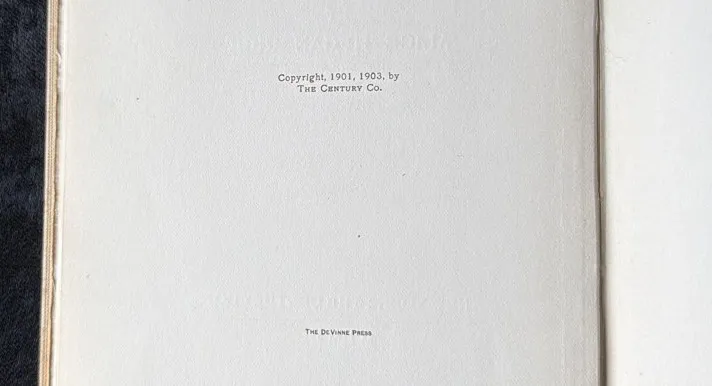 Copyright, 1901, 1903, by
THE CENTURY CO.
THE DEVINNE PRESS